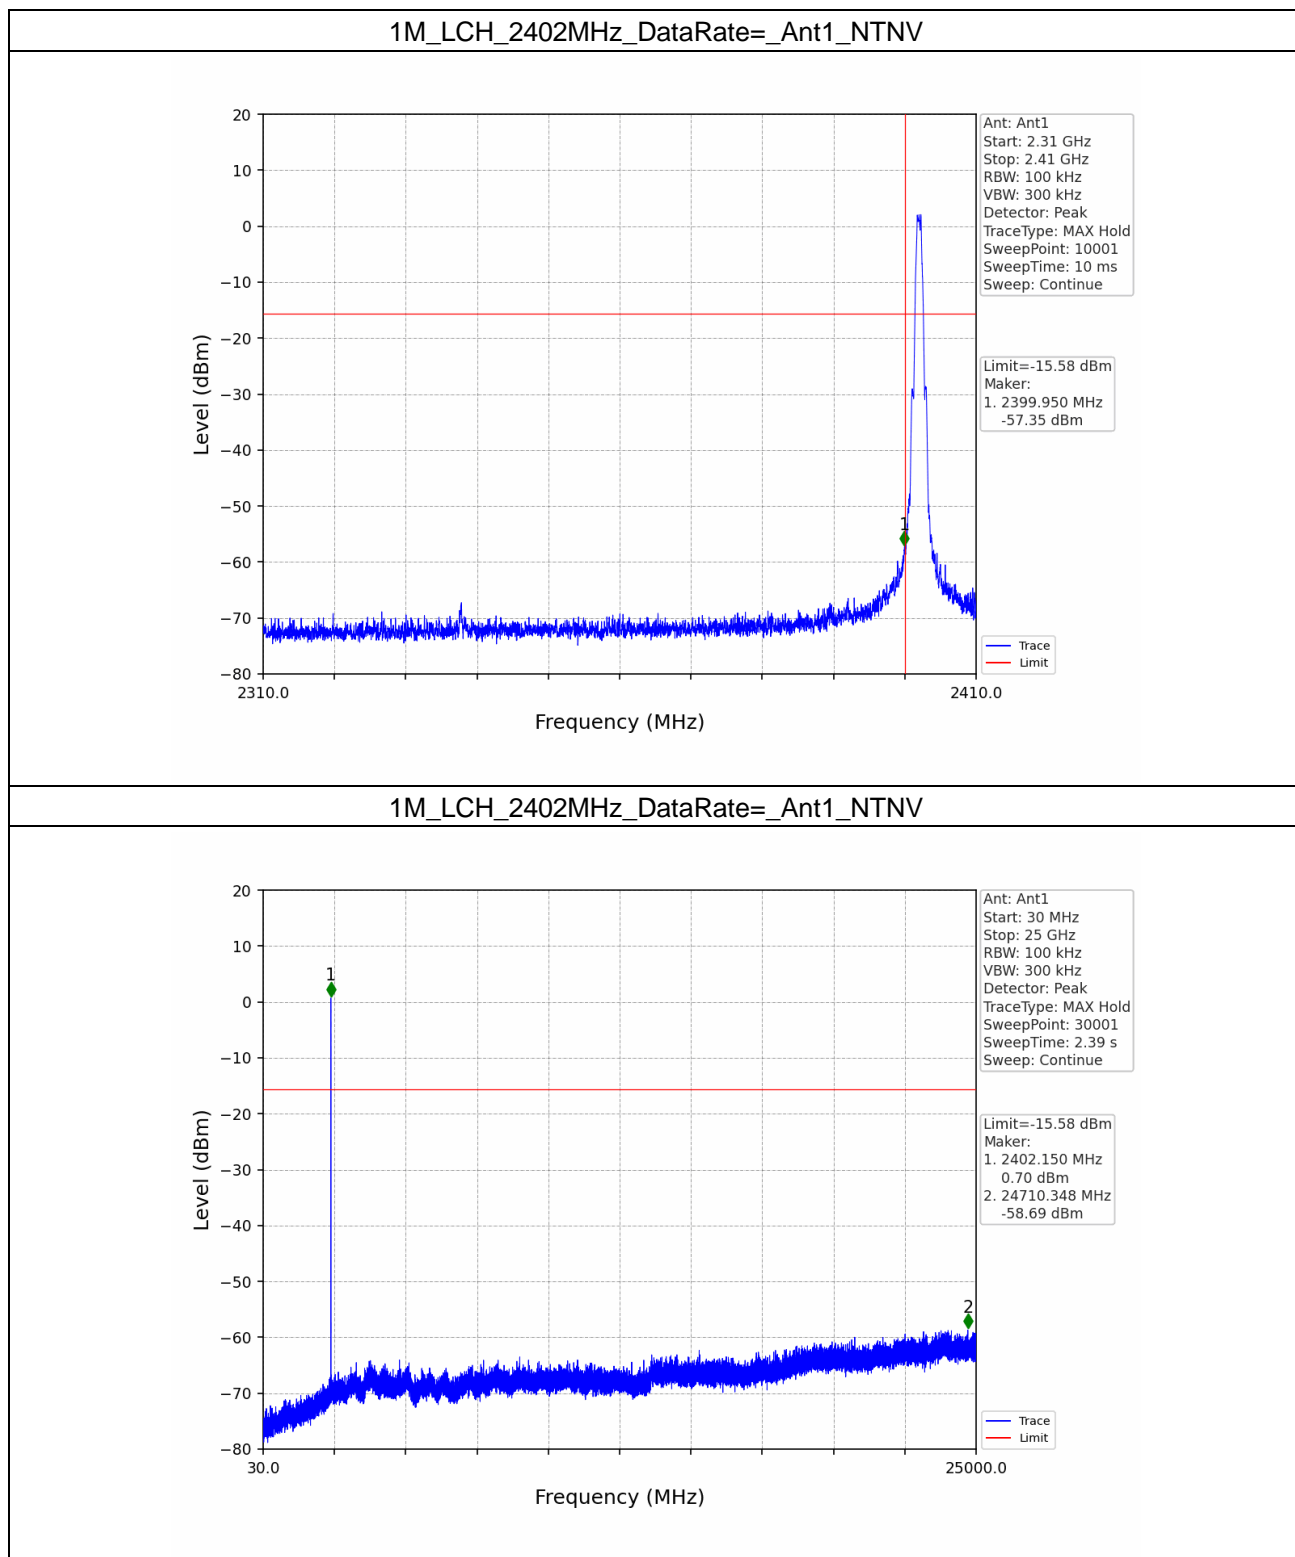 1M_LCH_2402MHz_DataRate=_Ant1_NTNV
20
10
0
−10
−20
−30
−40
−50
−60
−70
−80
Level (dBm)
1
2310.0
2410.0
Frequency (MHz)
Ant: Ant1
Start: 2.31 GHz
Stop: 2.41 GHz
RBW: 100 kHz
VBW: 300 kHz
Detector: Peak
TraceType: MAX Hold
SweepPoint: 10001
SweepTime: 10 ms
Sweep: Continue
Limit=-15.58 dBm
Maker:
1. 2399.950 MHz
-57.35 dBm
Trace
Limit
1M_LCH_2402MHz_DataRate=_Ant1_NTNV
20
10
0
−10
−20
−30
−40
−50
−60
−70
−80
Level (dBm)
1
2
30.0
25000.0
Frequency (MHz)
Ant: Ant1
Start: 30 MHz
Stop: 25 GHz
RBW: 100 kHz
VBW: 300 kHz
Detector: Peak
TraceType: MAX Hold
SweepPoint: 30001
SweepTime: 2.39 s
Sweep: Continue
Limit=-15.58 dBm
Maker:
1. 2402.150 MHz
0.70 dBm
2. 24710.348 MHz
-58.69 dBm
Trace
Limit